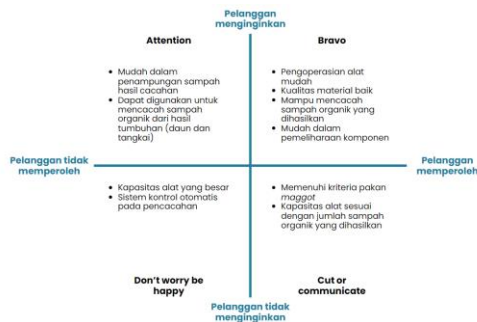 Pelanggan
menginginkan
Attention
Bravo
• Mudah dalam
penampungan sampah
hasil cacahan
• Dapat digunakan untuk
mencacah sampah
organik dari hasil
tumbuhan (daun dan
tangkai)
• Pengoperasian alat
mudah
• Kualitas material baik
• Mampu mencacah
sampah organik yang
dihasilkan
• Mudah dalam
pemeliharaan komponen
Pelanggan tidak
memperoleh
Pelanggan
memperoleh
• Kapasitas alat yang besar
• Sistem kontrol otomatis
pada pencacahan
• Memenuhi kriteria pakan
maggot
• Kapasitas alat sesuai
dengan jumlah sampah
organik yang dihasilkan
Don't worry be
happy
Cut or
communicate
Pelanggan tidak
menginginkan